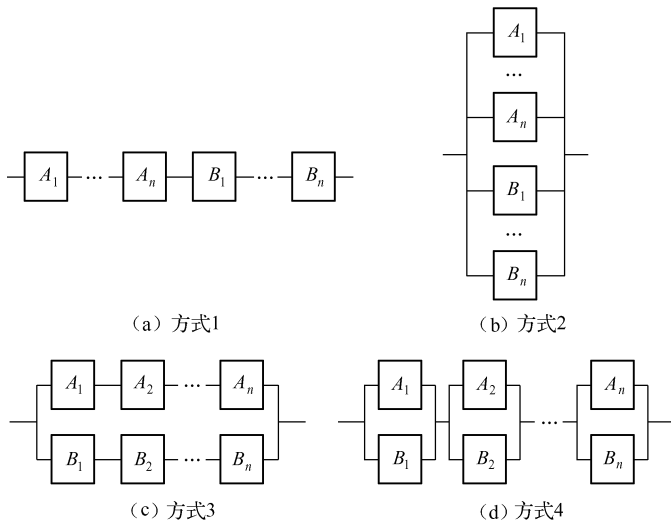 A₁
...
Aₙ
B₁
...
Bₙ
A₁ ... Aₙ B₁ ... Bₙ
（a）方式1
（b）方式2
A₁ A₂ ... Aₙ
B₁ B₂ ... Bₙ
（c）方式3
A₁ A₂ ... Aₙ
B₁ B₂ Bₙ
（d）方式4